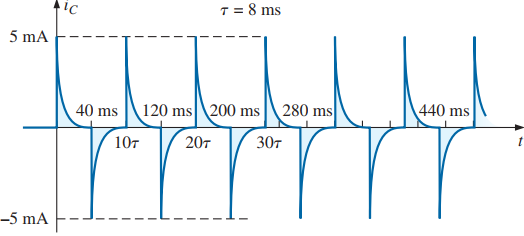 i_C
τ = 8 ms
5 mA
40 ms 120 ms 200 ms 280 ms 440 ms
10τ 20τ 30τ t
–5 mA